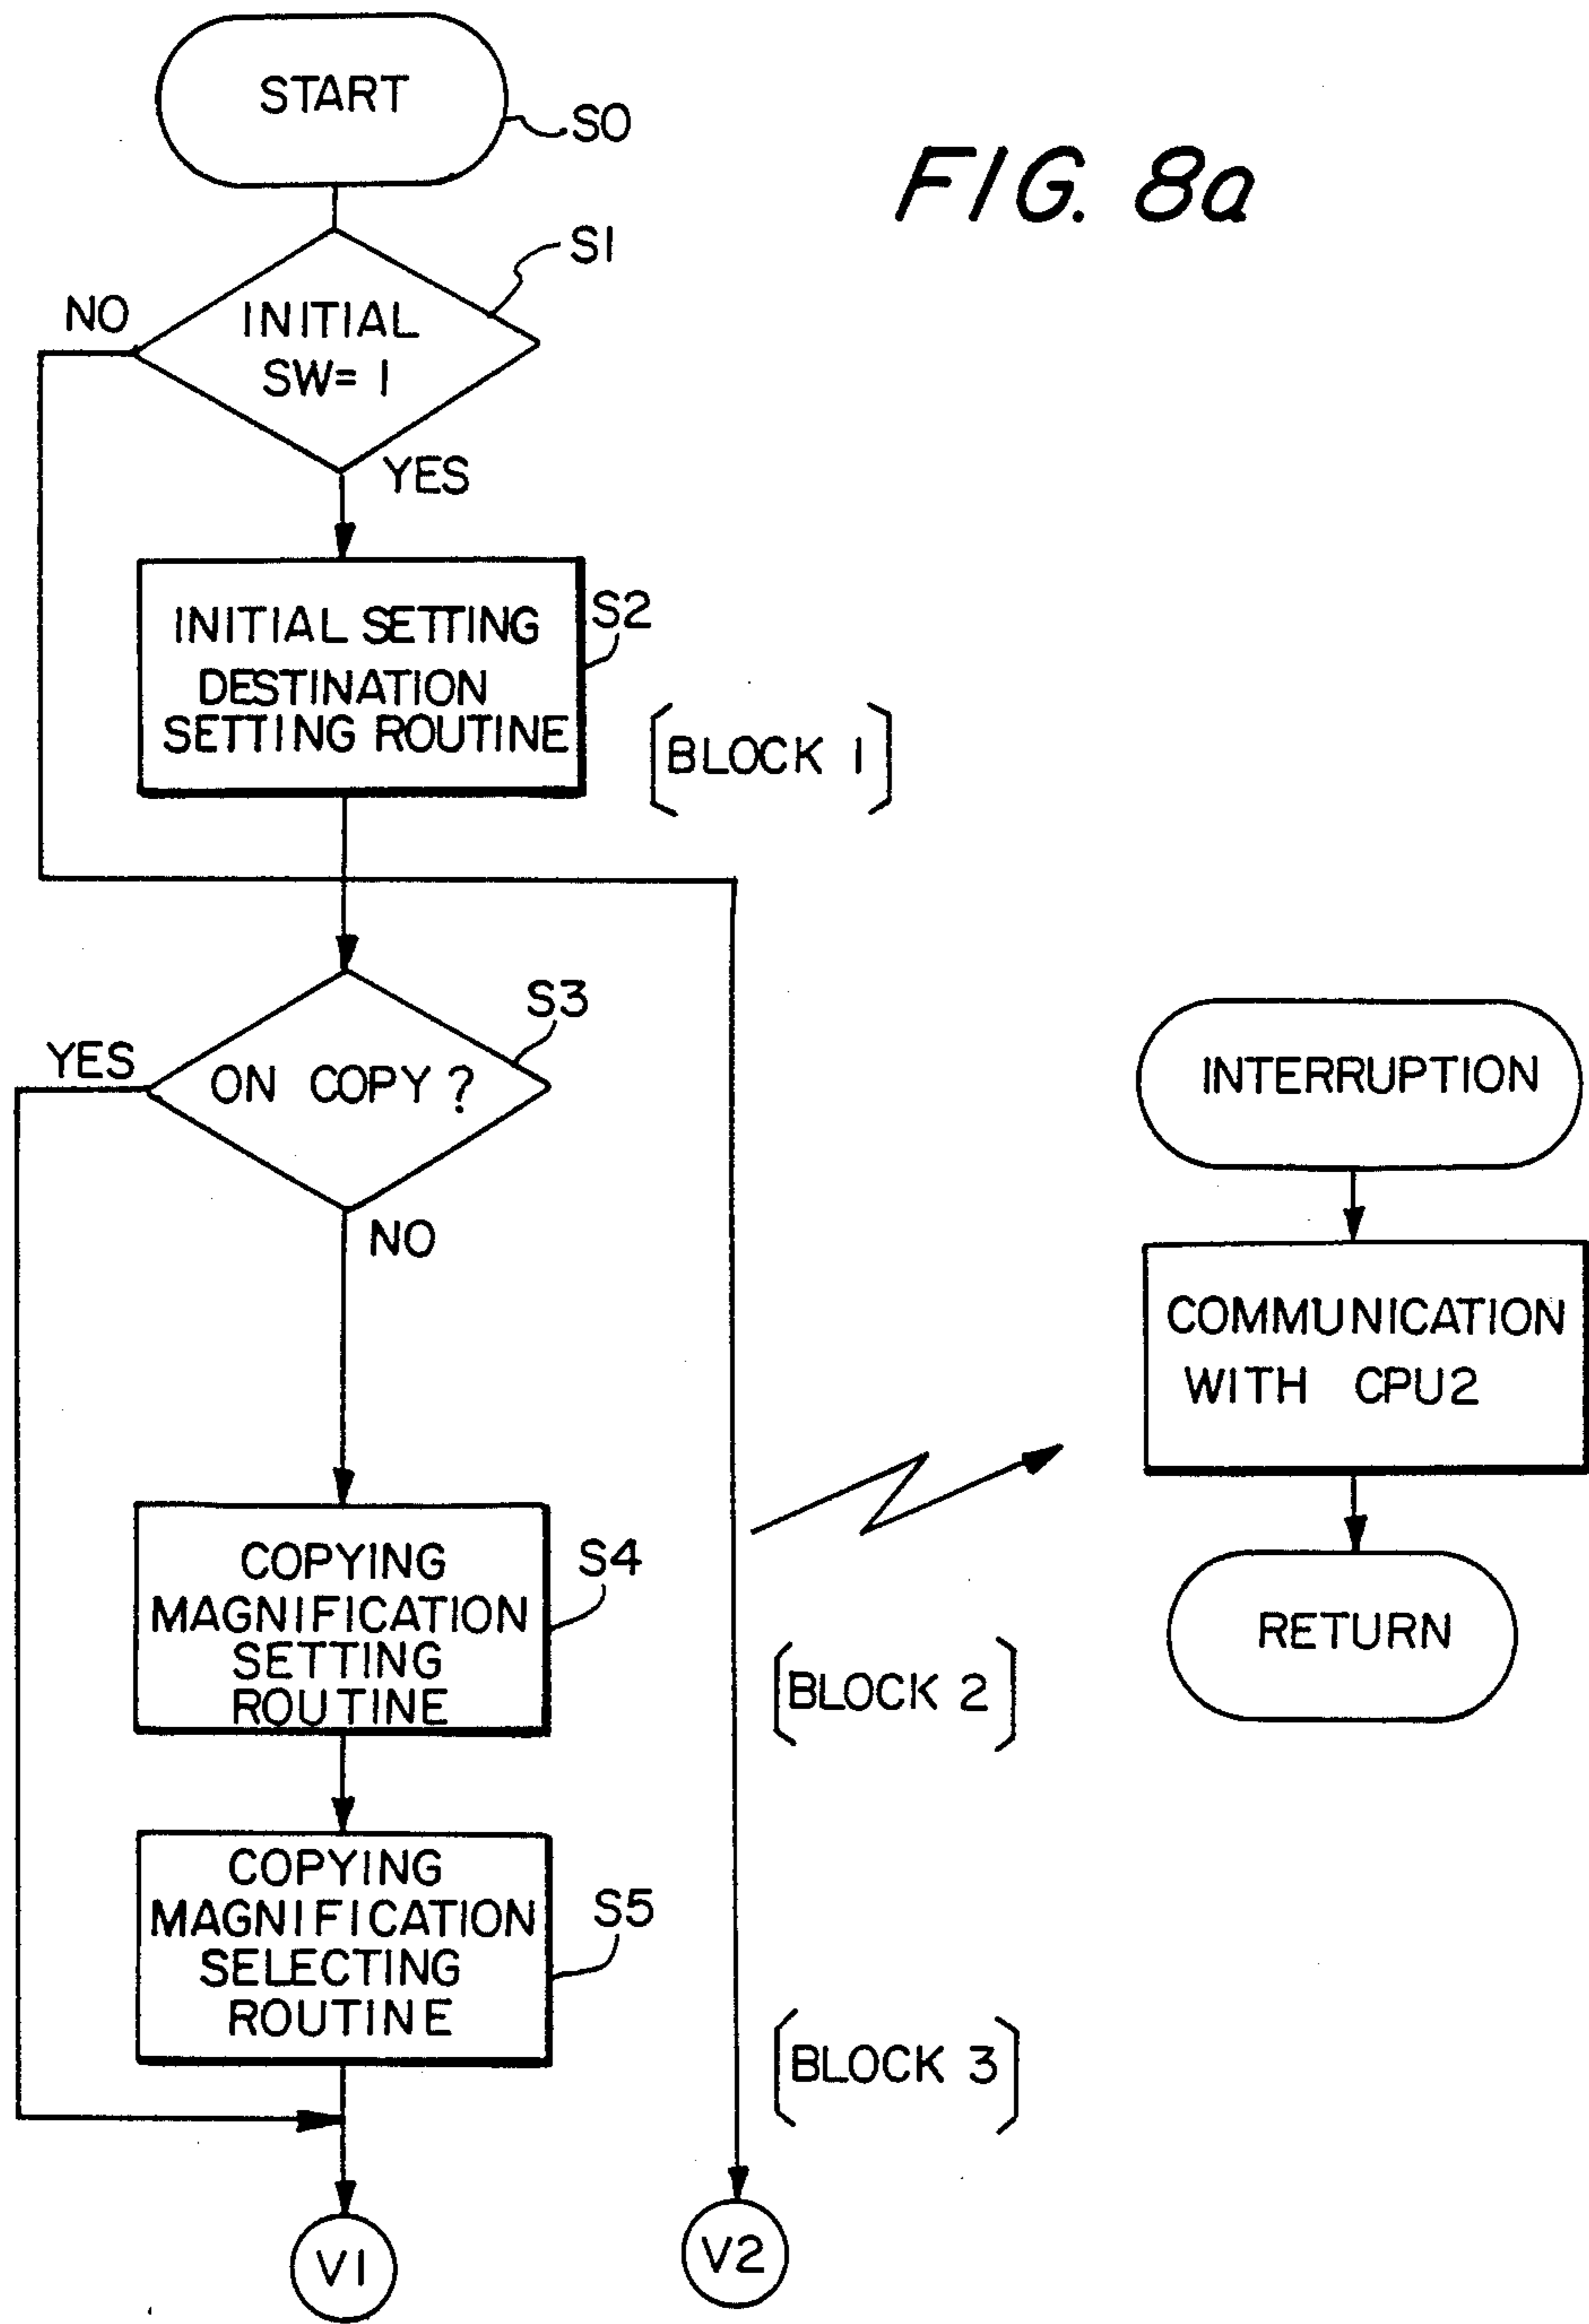 START
S0
FIG. 8a
S1
NO
INITIAL
SW= 1
YES
INITIAL SETTING
DESTINATION
SETTING ROUTINE
S2
[BLOCK 1]
S3
YES
ON COPY?
NO
INTERRUPTION
COMMUNICATION
WITH CPU2
RETURN
COPYING
MAGNIFICATION
SETTING
ROUTINE
S4
[BLOCK 2]
COPYING
MAGNIFICATION
SELECTING
ROUTINE
S5
[BLOCK 3]
V1
V2